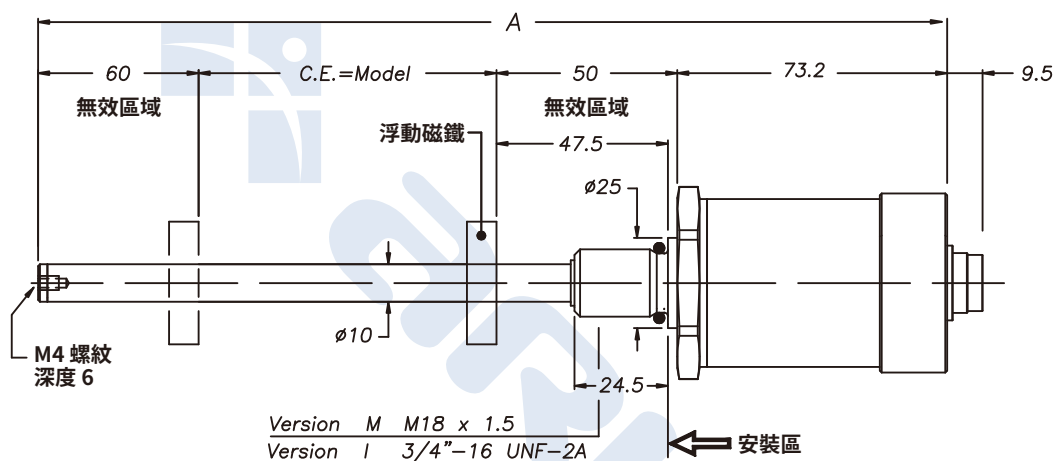 A
60
C.E.=Model
50
73.2
9.5
無效區域
無效區域
浮動磁鐵
47.5
ø25
ø10
M4 螺紋
深度 6
24.5
Version M M18 x 1.5
Version I 3/4”-16 UNF-2A
安裝區